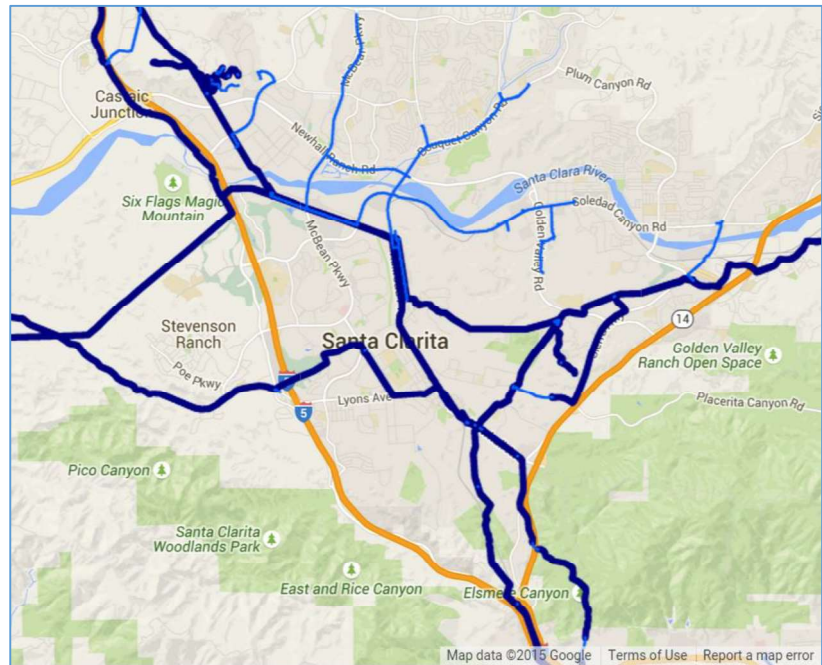 McBean Pkwy
Plum Canyon Rd
Castaic
Junction
Newhall Ranch Rd
Bouquet Canyon Rd
Santa Clara River
Six Flags Magic
Mountain
Soledad Canyon Rd
Golden Valley Rd
McBean Pkwy
14
Stevenson
Ranch
Santa Clarita
Golden Valley
Ranch Open Space
Poe Pkwy
Lyons Ave
5
Placerita Canyon Rd
Pico Canyon
Santa Clarita
Woodlands Park
East and Rice Canyon
Elsmere Canyon
Map data ©2015 Google
Terms of Use
Report a map error